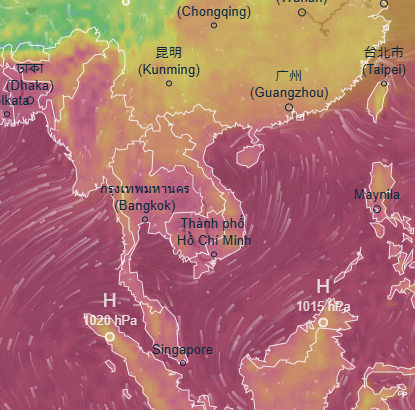 (Wuhan)
(Chongqing)
昆明
(Kunming)
台北市
(Taipei)
ঢাকা
(Dhaka)
lkata
广州
(Guangzhou)
กรุงเทพมหานคร
(Bangkok)
Maynila
(Manila)
Thành phố
Hồ Chí Minh
H
1020 hPa
H
1015 hPa
Singapore